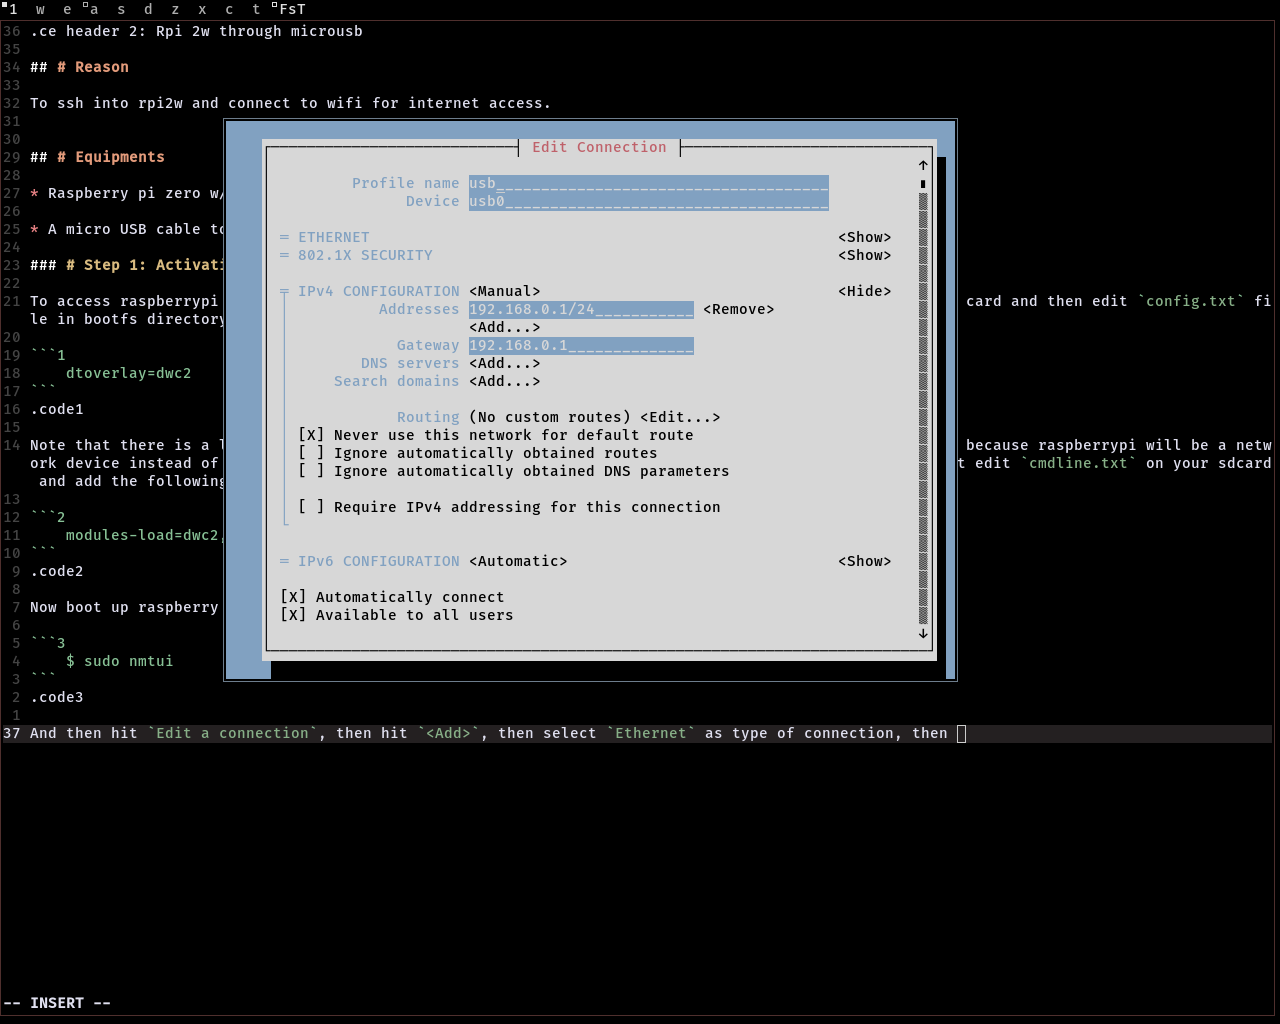 1 w e a s d z x c t FsT
36 .ce header 2: Rpi 2w through microusb
35
34 ## # Reason
33
32 To ssh into rpi2w and connect to wifi for internet access.
31
30
29 ## # Equipments
28
27 * Raspberry pi zero w/
26
25 * A micro USB cable to
24
23 ### # Step 1: Activati
22
21 To access raspberrypi card and then edit `config.txt` fi
le in bootfs directory
20
19 ```1
18 dtoverlay=dwc2
17 ```
16 .code1
15
14 Note that there is a l because raspberrypi will be a netw
ork device instead of t edit `cmdline.txt` on your sdcard
and add the following
13
12 ```2
11 modules-load=dwc2,
10 ```
9 .code2
8
7 Now boot up raspberry
6
5 ```3
4 $ sudo nmtui
3 ```
2 .code3
1
37 And then hit `Edit a connection`, then hit `<Add>`, then select `Ethernet` as type of connection, then
-- INSERT --
Edit Connection
Profile name usb_____________________________________
Device usb0____________________________________
═ ETHERNET <Show>
═ 802.1X SECURITY <Show>
╤ IPv4 CONFIGURATION <Manual> <Hide>
Addresses 192.168.0.1/24___________ <Remove>
<Add...>
Gateway 192.168.0.1______________
DNS servers <Add...>
Search domains <Add...>
Routing (No custom routes) <Edit...>
[X] Never use this network for default route
[ ] Ignore automatically obtained routes
[ ] Ignore automatically obtained DNS parameters
[ ] Require IPv4 addressing for this connection
═ IPv6 CONFIGURATION <Automatic> <Show>
[X] Automatically connect
[X] Available to all users